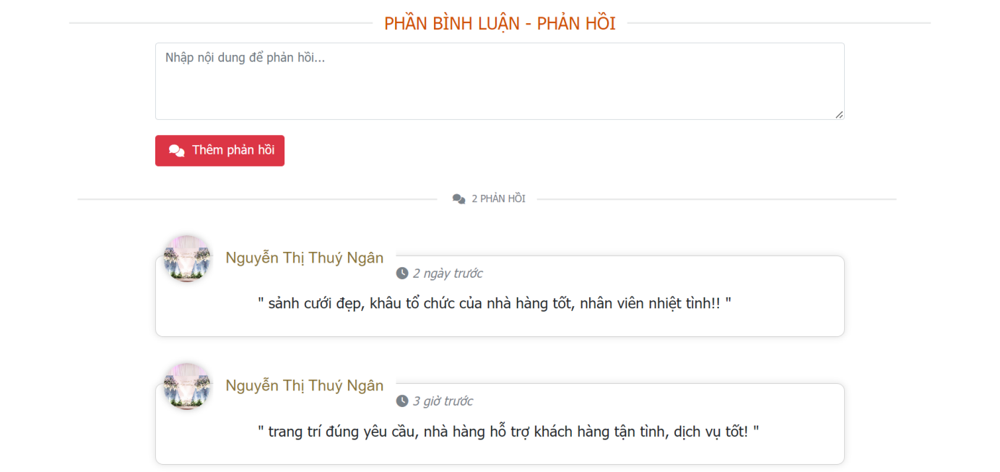 PHẦN BÌNH LUẬN - PHẢN HỒI
Nhập nội dung để phản hồi...
Thêm phản hồi
2 PHẢN HỒI
Nguyễn Thị Thuý Ngân
2 ngày trước
" sảnh cưới đẹp, khâu tổ chức của nhà hàng tốt, nhân viên nhiệt tình!! "
Nguyễn Thị Thuý Ngân
3 giờ trước
" trang trí đúng yêu cầu, nhà hàng hỗ trợ khách hàng tận tình, dịch vụ tốt! "